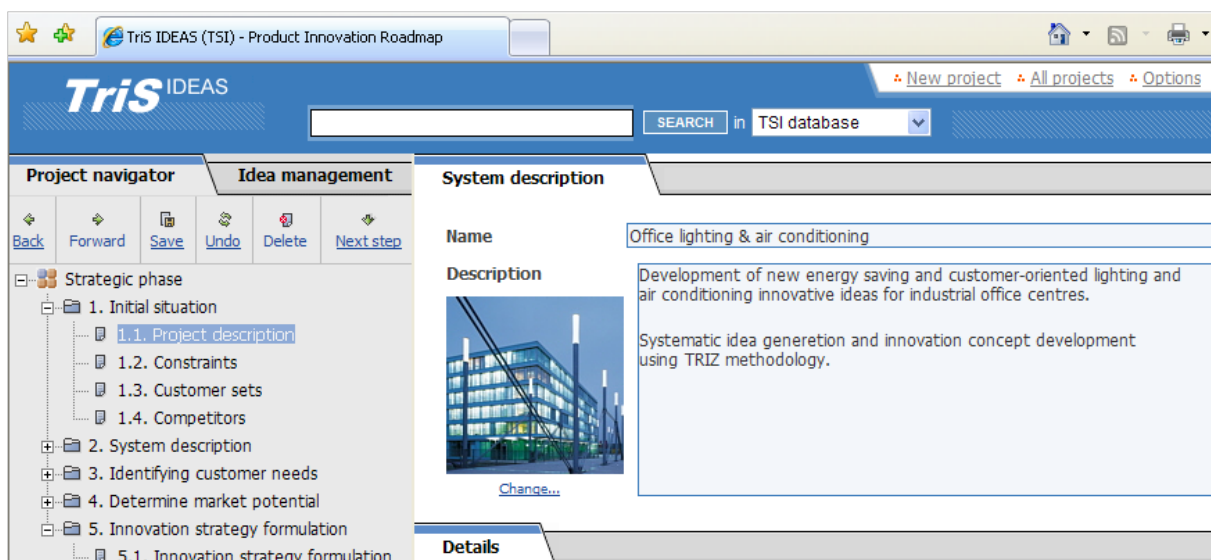 TriS IDEAS (TSI) - Product Innovation Roadmap
TriS IDEAS
New project All projects Options
SEARCH in TSI database
Project navigator Idea management
System description
Back Forward Save Undo Delete Next step
Name Office lighting & air conditioning
Description
Development of new energy saving and customer-oriented lighting and
air conditioning innovative ideas for industrial office centres.
Systematic idea generetion and innovation concept development
using TRIZ methodology.
Change...
Strategic phase
1. Initial situation
1.1. Project description
1.2. Constraints
1.3. Customer sets
1.4. Competitors
2. System description
3. Identifying customer needs
4. Determine market potential
5. Innovation strategy formulation
5.1. Innovation strategy formulation
Details